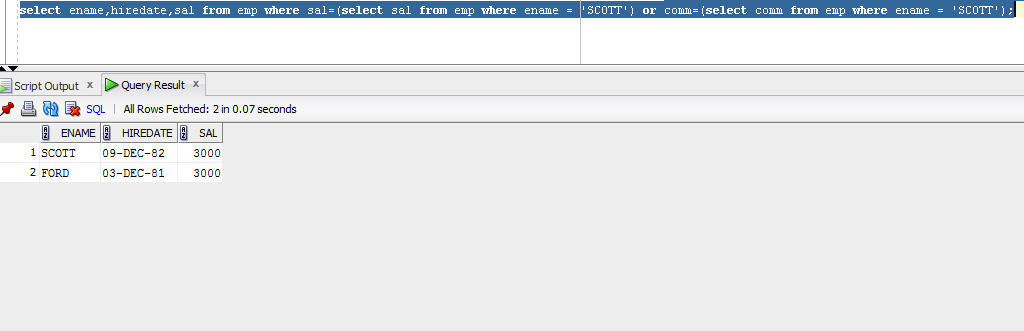 select ename,hiredate,sal from emp where sal=(select sal from emp where ename = 'SCOTT') or comm=(select comm from emp where ename = 'SCOTT');
Script Output x Query Result x
SQL | All Rows Fetched: 2 in 0.07 seconds
ENAME HIREDATE SAL
1 SCOTT 09-DEC-82 3000
2 FORD 03-DEC-81 3000